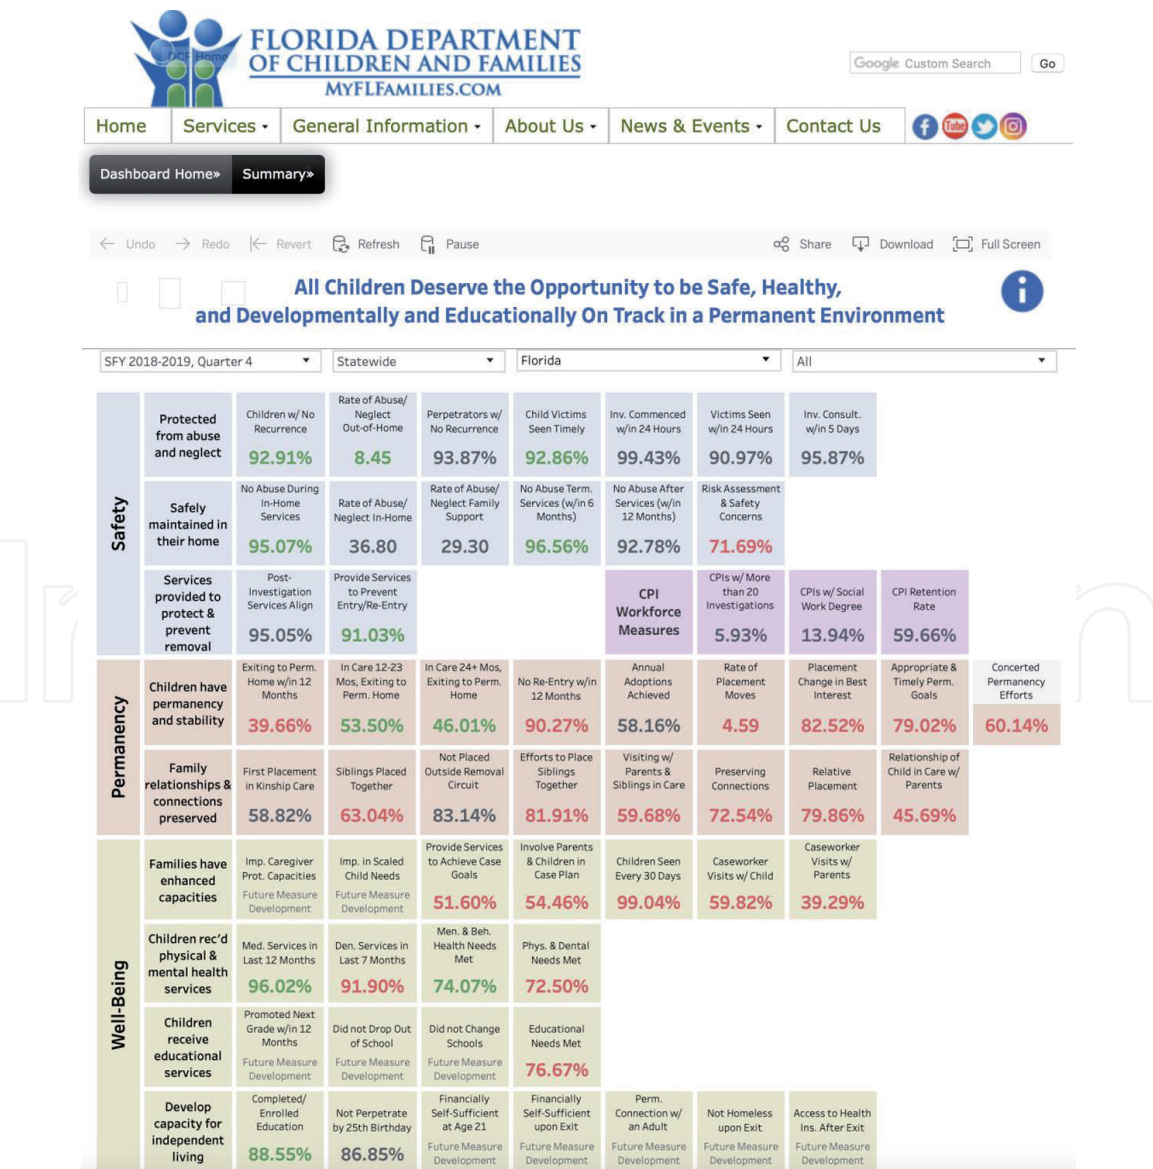 FLORIDA DEPARTMENT
OF CHILDREN AND FAMILIES
MYFLFAMILIES.COM
DCF Home
Google Custom Search
Go
Home
Services
General Information
About Us
News & Events
Contact Us
Dashboard Home»
Summary»
Undo
Redo
Revert
Refresh
Pause
Share
Download
Full Screen
All Children Deserve the Opportunity to be Safe, Healthy,
and Developmentally and Educationally On Track in a Permanent Environment
SFY 2018-2019, Quarter 4
Statewide
Florida
All
Safety
Protected
from abuse
and neglect
Children w/ No
Recurrence
92.91%
Rate of Abuse/
Neglect
Out-of-Home
8.45
Perpetrators w/
No Recurrence
93.87%
Child Victims
Seen Timely
92.86%
Inv. Commenced
w/in 24 Hours
99.43%
Victims Seen
w/in 24 Hours
90.97%
Inv. Consult.
w/in 5 Days
95.87%
Safely
maintained in
their home
No Abuse During
In-Home
Services
95.07%
Rate of Abuse/
Neglect In-Home
36.80
Rate of Abuse/
Neglect Family
Support
29.30
No Abuse Term.
Services (w/in 6
Months)
96.56%
No Abuse After
Services (w/in
12 Months)
92.78%
Risk Assessment
& Safety
Concerns
71.69%
Services
provided to
protect &
prevent
removal
Post-
Investigation
Services Align
95.05%
Provide Services
to Prevent
Entry/Re-Entry
91.03%
CPI
Workforce
Measures
CPIs w/ More
than 20
Investigations
5.93%
CPIs w/ Social
Work Degree
13.94%
CPI Retention
Rate
59.66%
Permanency
Children have
permanency
and stability
Exiting to Perm.
Home w/in 12
Months
39.66%
In Care 12-23
Mos, Exiting to
Perm. Home
53.50%
In Care 24+ Mos,
Exiting to Perm.
Home
46.01%
No Re-Entry w/in
12 Months
90.27%
Annual
Adoptions
Achieved
58.16%
Rate of
Placement
Moves
4.59
Placement
Change in Best
Interest
82.52%
Appropriate &
Timely Perm.
Goals
79.02%
Concerted
Permanency
Efforts
60.14%
Family
relationships &
connections
preserved
First Placement
in Kinship Care
58.82%
Siblings Placed
Together
63.04%
Not Placed
Outside Removal
Circuit
83.14%
Efforts to Place
Siblings
Together
81.91%
Visiting w/
Parents &
Siblings in Care
59.68%
Preserving
Connections
72.54%
Relative
Placement
79.86%
Relationship of
Child in Care w/
Parents
45.69%
Well-Being
Families have
enhanced
capacities
Imp. Caregiver
Prot. Capacities
Future Measure
Development
Imp. in Scaled
Child Needs
Future Measure
Development
Provide Services
to Achieve Case
Goals
51.60%
Involve Parents
& Children in
Case Plan
54.46%
Children Seen
Every 30 Days
99.04%
Caseworker
Visits w/ Child
59.82%
Caseworker
Visits w/
Parents
39.29%
Children rec'd
physical &
mental health
services
Med. Services in
Last 12 Months
96.02%
Den. Services in
Last 7 Months
91.90%
Men. & Beh.
Health Needs
Met
74.07%
Phys. & Dental
Needs Met
72.50%
Children
receive
educational
services
Promoted Next
Grade w/in 12
Months
Future Measure
Development
Did not Drop Out
of School
Future Measure
Development
Did not Change
Schools
Future Measure
Development
Educational
Needs Met
76.67%
Develop
capacity for
independent
living
Completed/
Enrolled
Education
88.55%
Not Perpetrate
by 25th Birthday
86.85%
Financially
Self-Sufficient
at Age 21
Future Measure
Development
Financially
Self-Sufficient
upon Exit
Future Measure
Development
Perm.
Connection w/
an Adult
Future Measure
Development
Not Homeless
upon Exit
Future Measure
Development
Access to Health
Ins. After Exit
Future Measure
Development